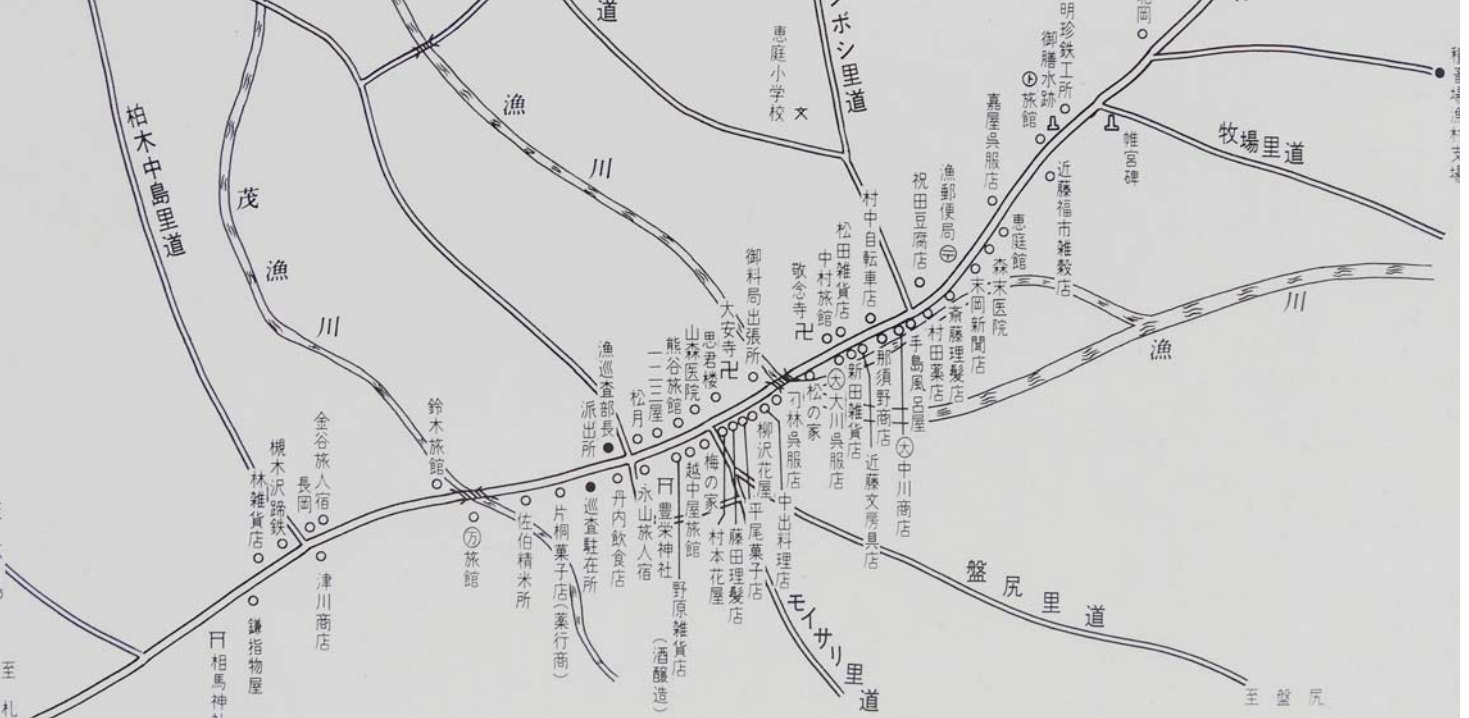 道
ポシ里道
恵庭小学校
明珍鉄工所
御膳水跡
旅館
嘉屋呉服店
帷宮碑
牧場里道
柏木中島里道
漁
川
茂
漁
川
近藤福市雑穀店
漁郵便局
祝田豆腐店
村中自転車店
松田雑貨店
中村旅館
敬念寺
御料局出張所
大安寺
思君楼
山森医院
熊谷旅館
一二三屋
松月
漁巡査部長
派出所
恵庭館
森末医院
末岡新聞店
斎藤理髪店
村田薬店
手島風呂屋
那須野商店
新田雑貨店
大 大川呉服店
松の家
小林呉服店
柳沢花屋
大 中川商店
近藤文房具店
中出料理店
平尾菓子店
藤田理髪店
村本花屋
梅の家
越中屋旅館
野原雑貨店
(酒醸造)
豊栄神社
永山旅人宿
丹内飲食店
巡査駐在所
片桐菓子店(薬行商)
佐伯精米所
万 旅館
鈴木旅館
金谷旅人宿
長岡
槻木沢蹄鉄
林雑貨店
津川商店
鎌指物屋
相馬神社
漁
川
盤尻里道
モイサリ里道
至盤尻
至札